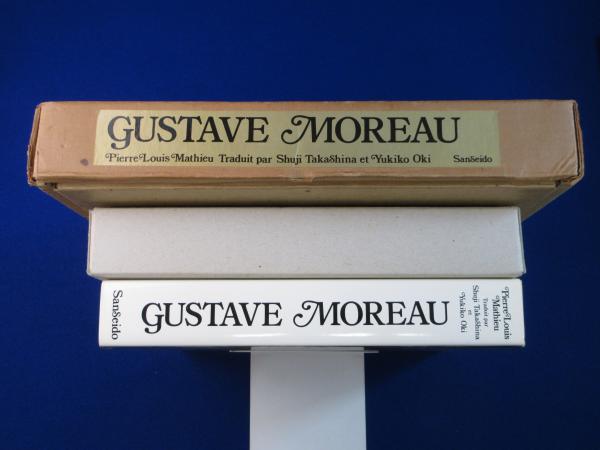 GUSTAVE MOREAU
Pierre Louis Mathieu Traduit par Shuji Takashina et Yukiko Oki Sanseido
Sanseido
GUSTAVE MOREAU
Pierre Louis
Mathieu
Traduit par
Shuji Takashina
et
Yukiko Oki